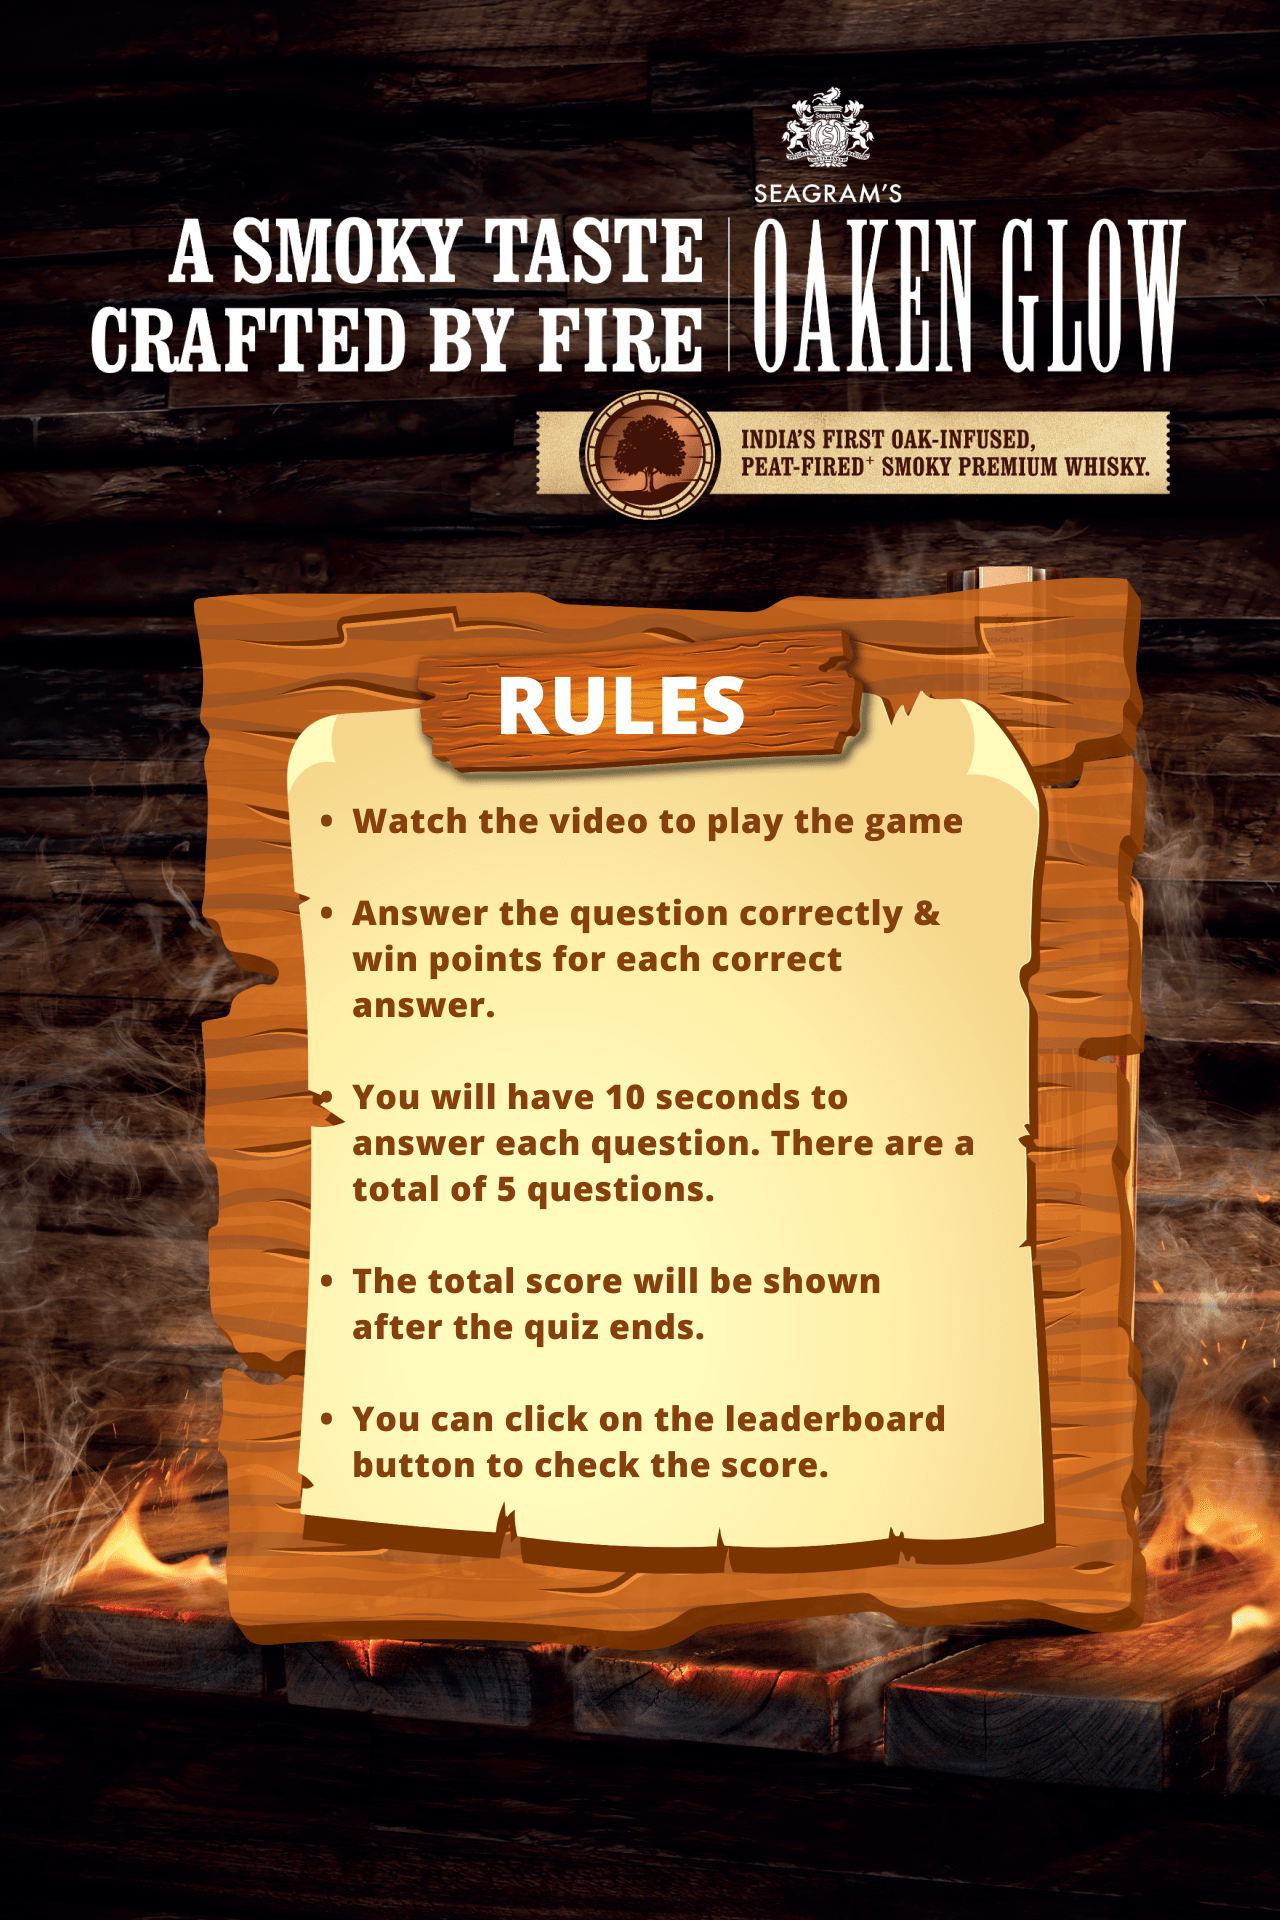 Seagram
SEAGRAM'S
A SMOKY TASTE
CRAFTED BY FIRE
OAKEN GLOW
INDIA'S FIRST OAK-INFUSED,
PEAT-FIRED⁺ SMOKY PREMIUM WHISKY.
RULES
• Watch the video to play the game
• Answer the question correctly &
win points for each correct
answer.
• You will have 10 seconds to
answer each question. There are a
total of 5 questions.
• The total score will be shown
after the quiz ends.
• You can click on the leaderboard
button to check the score.